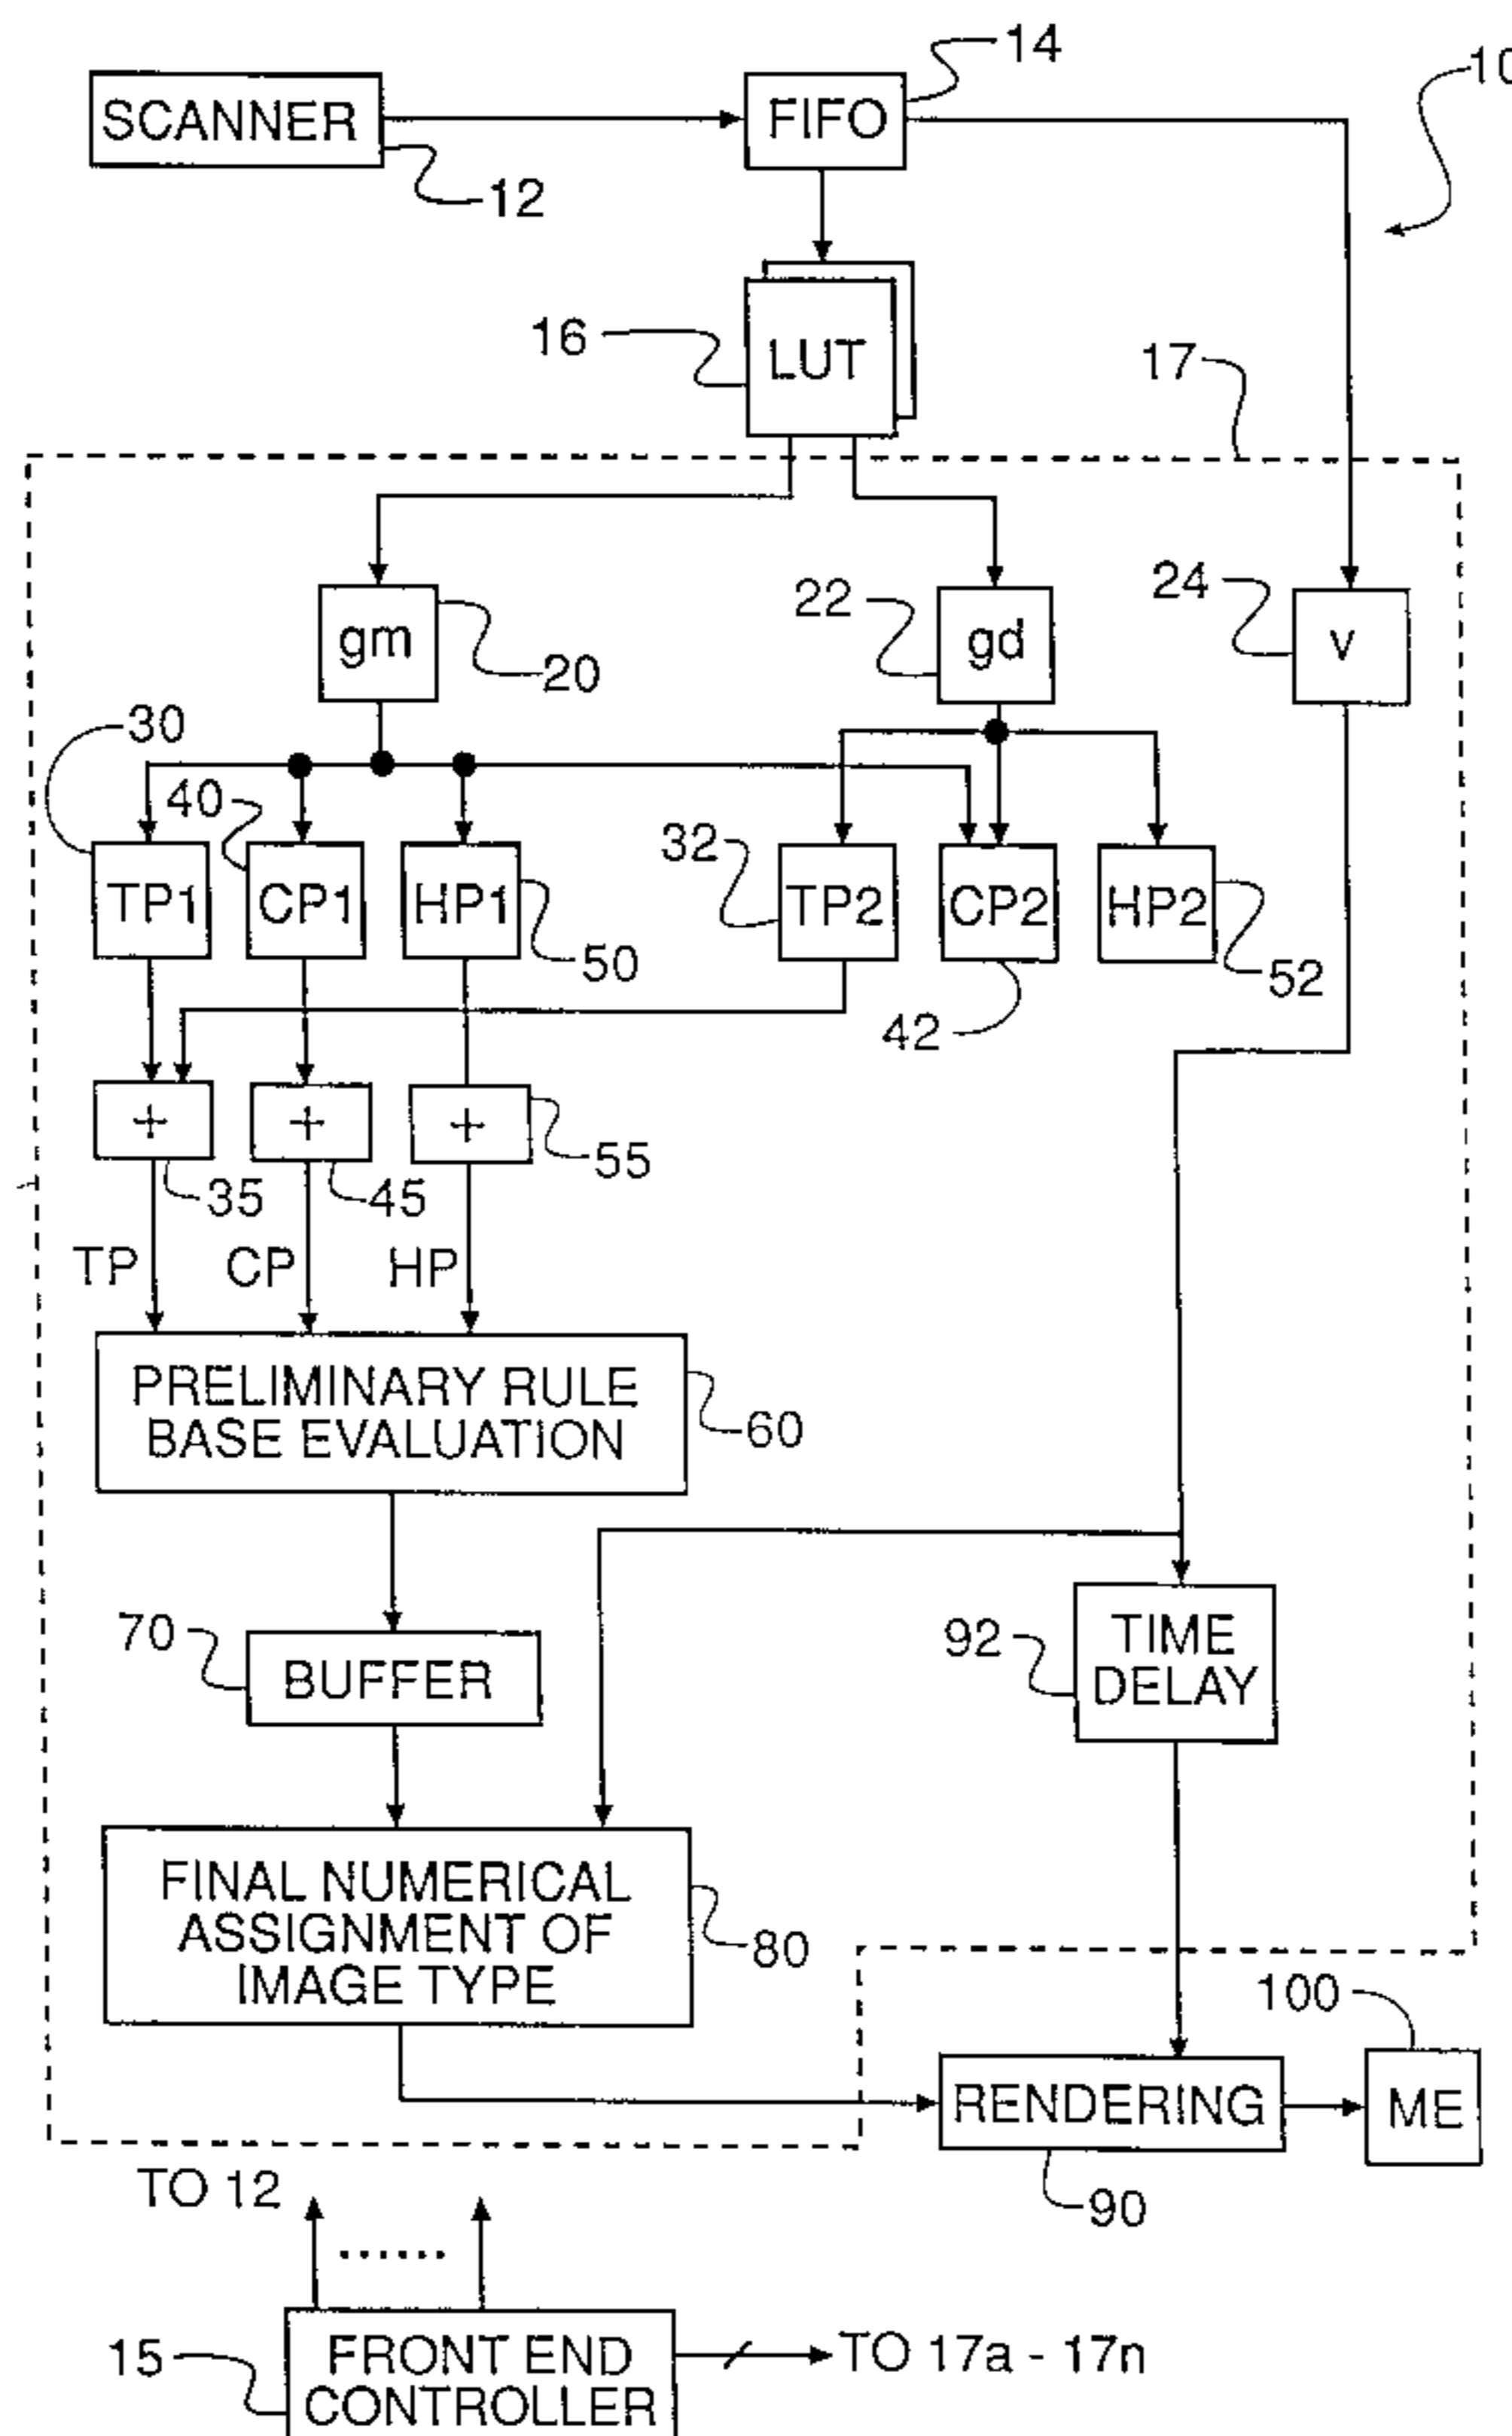 14
10
SCANNER
FIFO
12
16
LUT
17
gm
20
22
gd
24
v
30
40
TP1
CP1
HP1
50
32
TP2
CP2
HP2
42
52
+
+
+
35
45
55
TP
CP
HP
PRELIMINARY RULE
BASE EVALUATION
60
70
BUFFER
92
TIME
DELAY
FINAL NUMERICAL
ASSIGNMENT OF
IMAGE TYPE
80
100
RENDERING
ME
90
TO 12
......
15
FRONT END
CONTROLLER
TO 17a - 17n